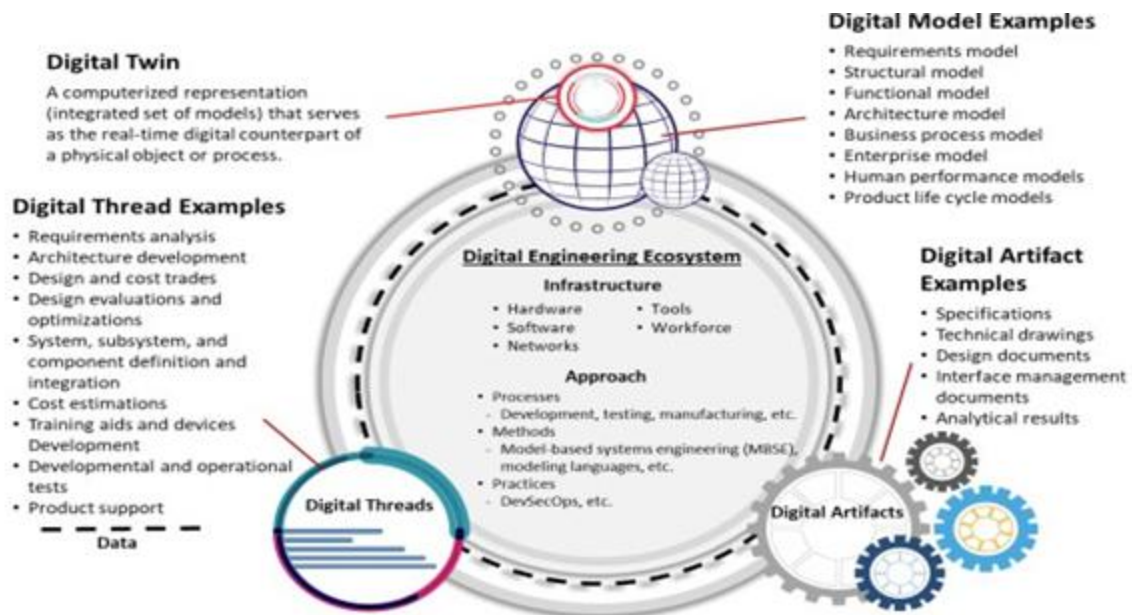 Digital Twin
A computerized representation
(integrated set of models) that serves
as the real-time digital counterpart of
a physical object or process.
Digital Model Examples
• Requirements model
• Structural model
• Functional model
• Architecture model
• Business process model
• Enterprise model
• Human performance models
• Product life cycle models
Digital Thread Examples
• Requirements analysis
• Architecture development
• Design and cost trades
• Design evaluations and
optimizations
• System, subsystem, and
component definition and
integration
• Cost estimations
• Training aids and devices
Development
• Developmental and operational
tests
• Product support
Data
Digital Engineering Ecosystem
Infrastructure
• Hardware
• Software
• Networks
• Tools
• Workforce
Approach
• Processes
- Development, testing, manufacturing, etc.
• Methods
- Model-based systems engineering (MBSE),
modeling languages, etc.
• Practices
- DevSecOps, etc.
Digital Artifact
Examples
• Specifications
• Technical drawings
• Design documents
• Interface management
documents
• Analytical results
Digital Threads
Digital Artifacts